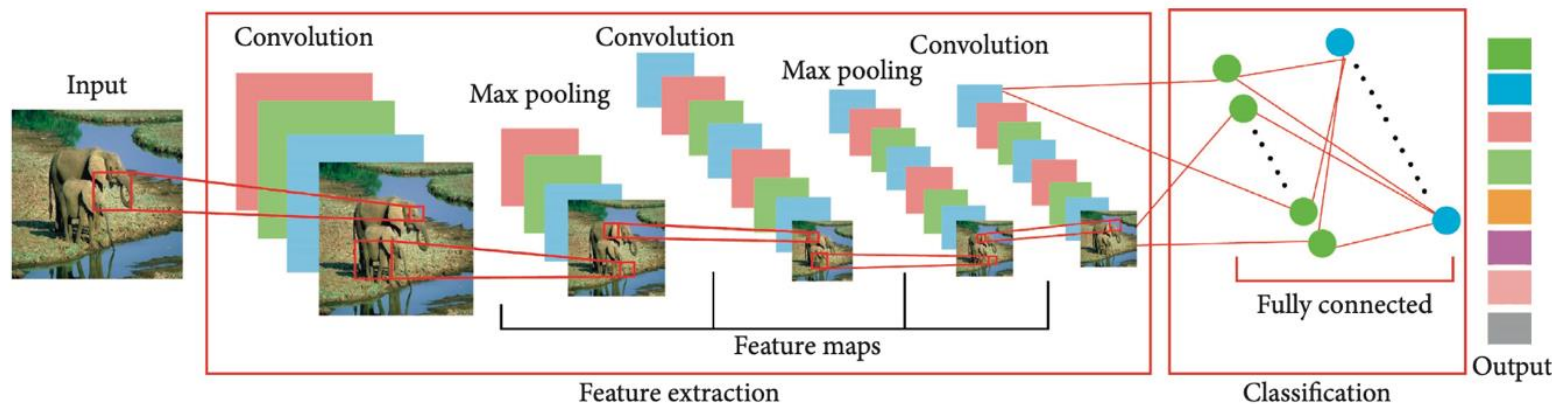 Input
Convolution
Max pooling
Convolution
Max pooling
Convolution
Feature maps
Feature extraction
Fully connected
Classification
Output